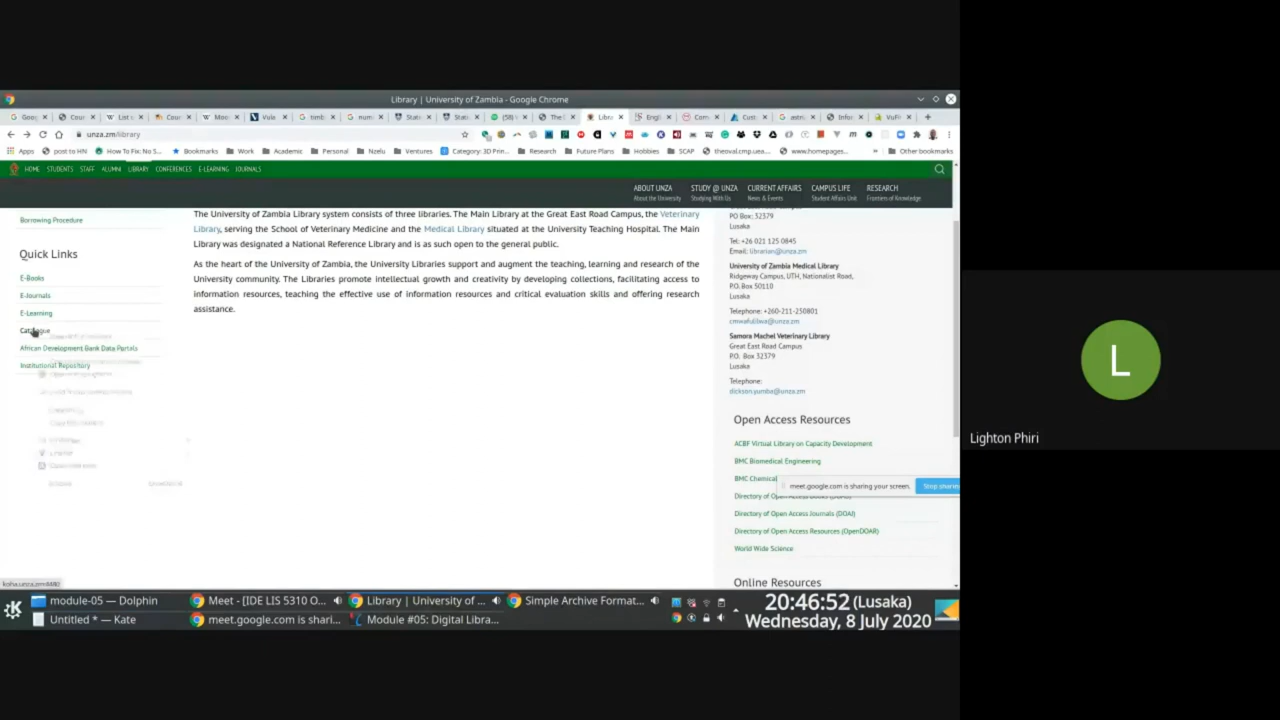 Library | University of Zambia - Google Chrome
unza.zm/library
Apps
post to HN
How To Fix: No S...
Bookmarks
Work
Academic
Personal
Nzelu
Ventures
Category: 3D Prin...
Research
Future Plans
Hobbies
SCAP
theoval.cmp.uea....
www.homepages...
Other bookmarks
HOME STUDENTS STAFF ALUMNI LIBRARY CONFERENCES E-LEARNING JOURNALS
ABOUT UNZA
About the University
STUDY @ UNZA
Studying With Us
CURRENT AFFAIRS
News & Events
CAMPUS LIFE
Student Affairs Unit
RESEARCH
Frontiers of Knowledge
Borrowing Procedure
Quick Links
E-Books
E-Journals
E-Learning
Catalogue
African Development Bank Data Portals
Institutional Repository
The University of Zambia Library system consists of three libraries. The Main Library at the Great East Road Campus, the Veterinary
Library, serving the School of Veterinary Medicine and the Medical Library situated at the University Teaching Hospital. The Main
Library was designated a National Reference Library and is as such open to the general public.
As the heart of the University of Zambia, the University Libraries support and augment the teaching, learning and research of the
University community. The Libraries promote intellectual growth and creativity by developing collections, facilitating access to
information resources, teaching the effective use of information resources and critical evaluation skills and offering research
assistance.
PO Box: 32379
Lusaka
Tel: +26 021 125 0845
Email: librarian@unza.zm
University of Zambia Medical Library
Ridgeway Campus, UTH, Nationalist Road,
P.O. Box 50110
Lusaka
Telephone: +260-211-250801
Samora Machel Veterinary Library
Great East Road Campus
P.O. Box 32379
Lusaka
Telephone:
Open Access Resources
ACBF Virtual Library on Capacity Development
BMC Biomedical Engineering
BMC Chemical
meet.google.com is sharing your screen.
Stop sharin
Directory of Open Access Journals (DOAJ)
Directory of Open Access Resources (OpenDOAR)
World Wide Science
Online Resources
module-05 — Dolphin
Meet - [IDE LIS 5310 O...
Library | University of ...
Simple Archive Format...
Untitled * — Kate
meet.google.com is shari...
Module #05: Digital Libra...
20:46:52 (Lusaka)
Wednesday, 8 July 2020
L
Lighton Phiri